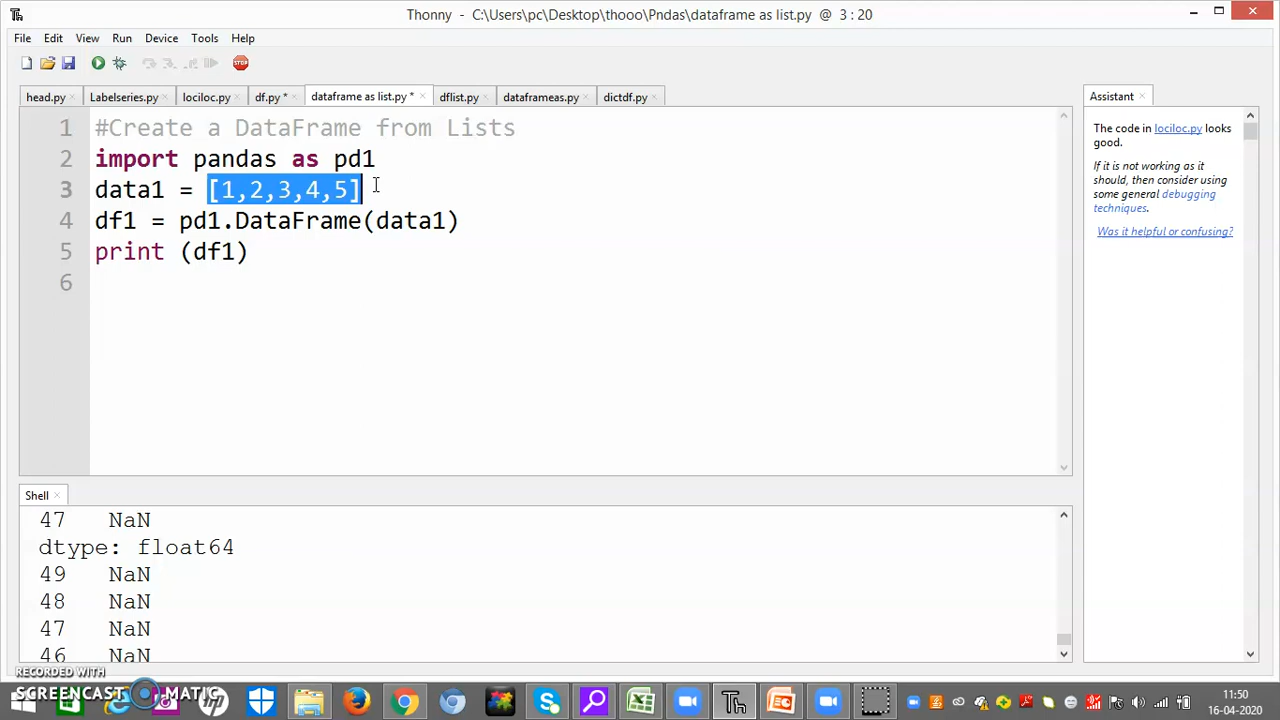 Thonny - C:\Users\pc\Desktop\thooo\Pndas\dataframe as list.py @ 3 : 20
File Edit View Run Device Tools Help
STOP
head.py Labelseries.py lociloc.py df.py * dataframe as list.py * dflist.py dataframeas.py dictdf.py
1 #Create a DataFrame from Lists
2 import pandas as pd1
3 data1 = [1,2,3,4,5]
4 df1 = pd1.DataFrame(data1)
5 print (df1)
6
Assistant
The code in lociloc.py looks
good.
If it is not working as it
should, then consider using
some general debugging
techniques.
Was it helpful or confusing?
Shell
47 NaN
dtype: float64
49 NaN
48 NaN
47 NaN
46 NaN
RECORDED WITH
SCREENCAST MATIC
11:50
16-04-2020